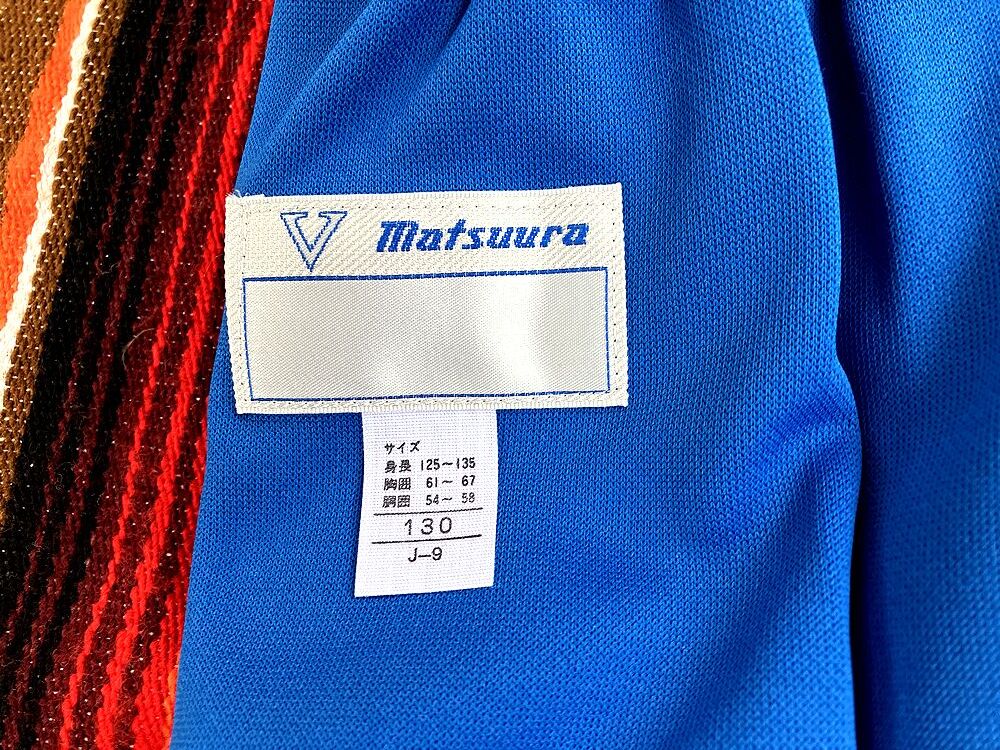 V Matsuura
サイズ
身長 125～135
胸囲 61～ 67
胴囲 54～ 58
130
J-9